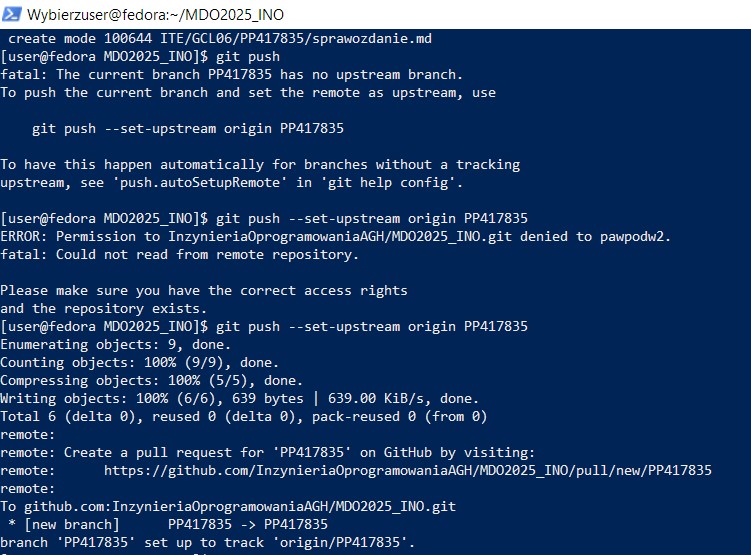 Wybierzuser@fedora:~/MDO2025_INO
create mode 100644 ITE/GCL06/PP417835/sprawozdanie.md
[user@fedora MDO2025_INO]$ git push
fatal: The current branch PP417835 has no upstream branch.
To push the current branch and set the remote as upstream, use
git push --set-upstream origin PP417835
To have this happen automatically for branches without a tracking
upstream, see 'push.autoSetupRemote' in 'git help config'.
[user@fedora MDO2025_INO]$ git push --set-upstream origin PP417835
ERROR: Permission to InzynieriaOprogramowaniaAGH/MDO2025_INO.git denied to pawpodw2.
fatal: Could not read from remote repository.
Please make sure you have the correct access rights
and the repository exists.
[user@fedora MDO2025_INO]$ git push --set-upstream origin PP417835
Enumerating objects: 9, done.
Counting objects: 100% (9/9), done.
Compressing objects: 100% (5/5), done.
Writing objects: 100% (6/6), 639 bytes | 639.00 KiB/s, done.
Total 6 (delta 0), reused 0 (delta 0), pack-reused 0 (from 0)
remote:
remote: Create a pull request for 'PP417835' on GitHub by visiting:
remote:      https://github.com/InzynieriaOprogramowaniaAGH/MDO2025_INO/pull/new/PP417835
remote:
To github.com:InzynieriaOprogramowaniaAGH/MDO2025_INO.git
* [new branch]      PP417835 -> PP417835
branch 'PP417835' set up to track 'origin/PP417835'.